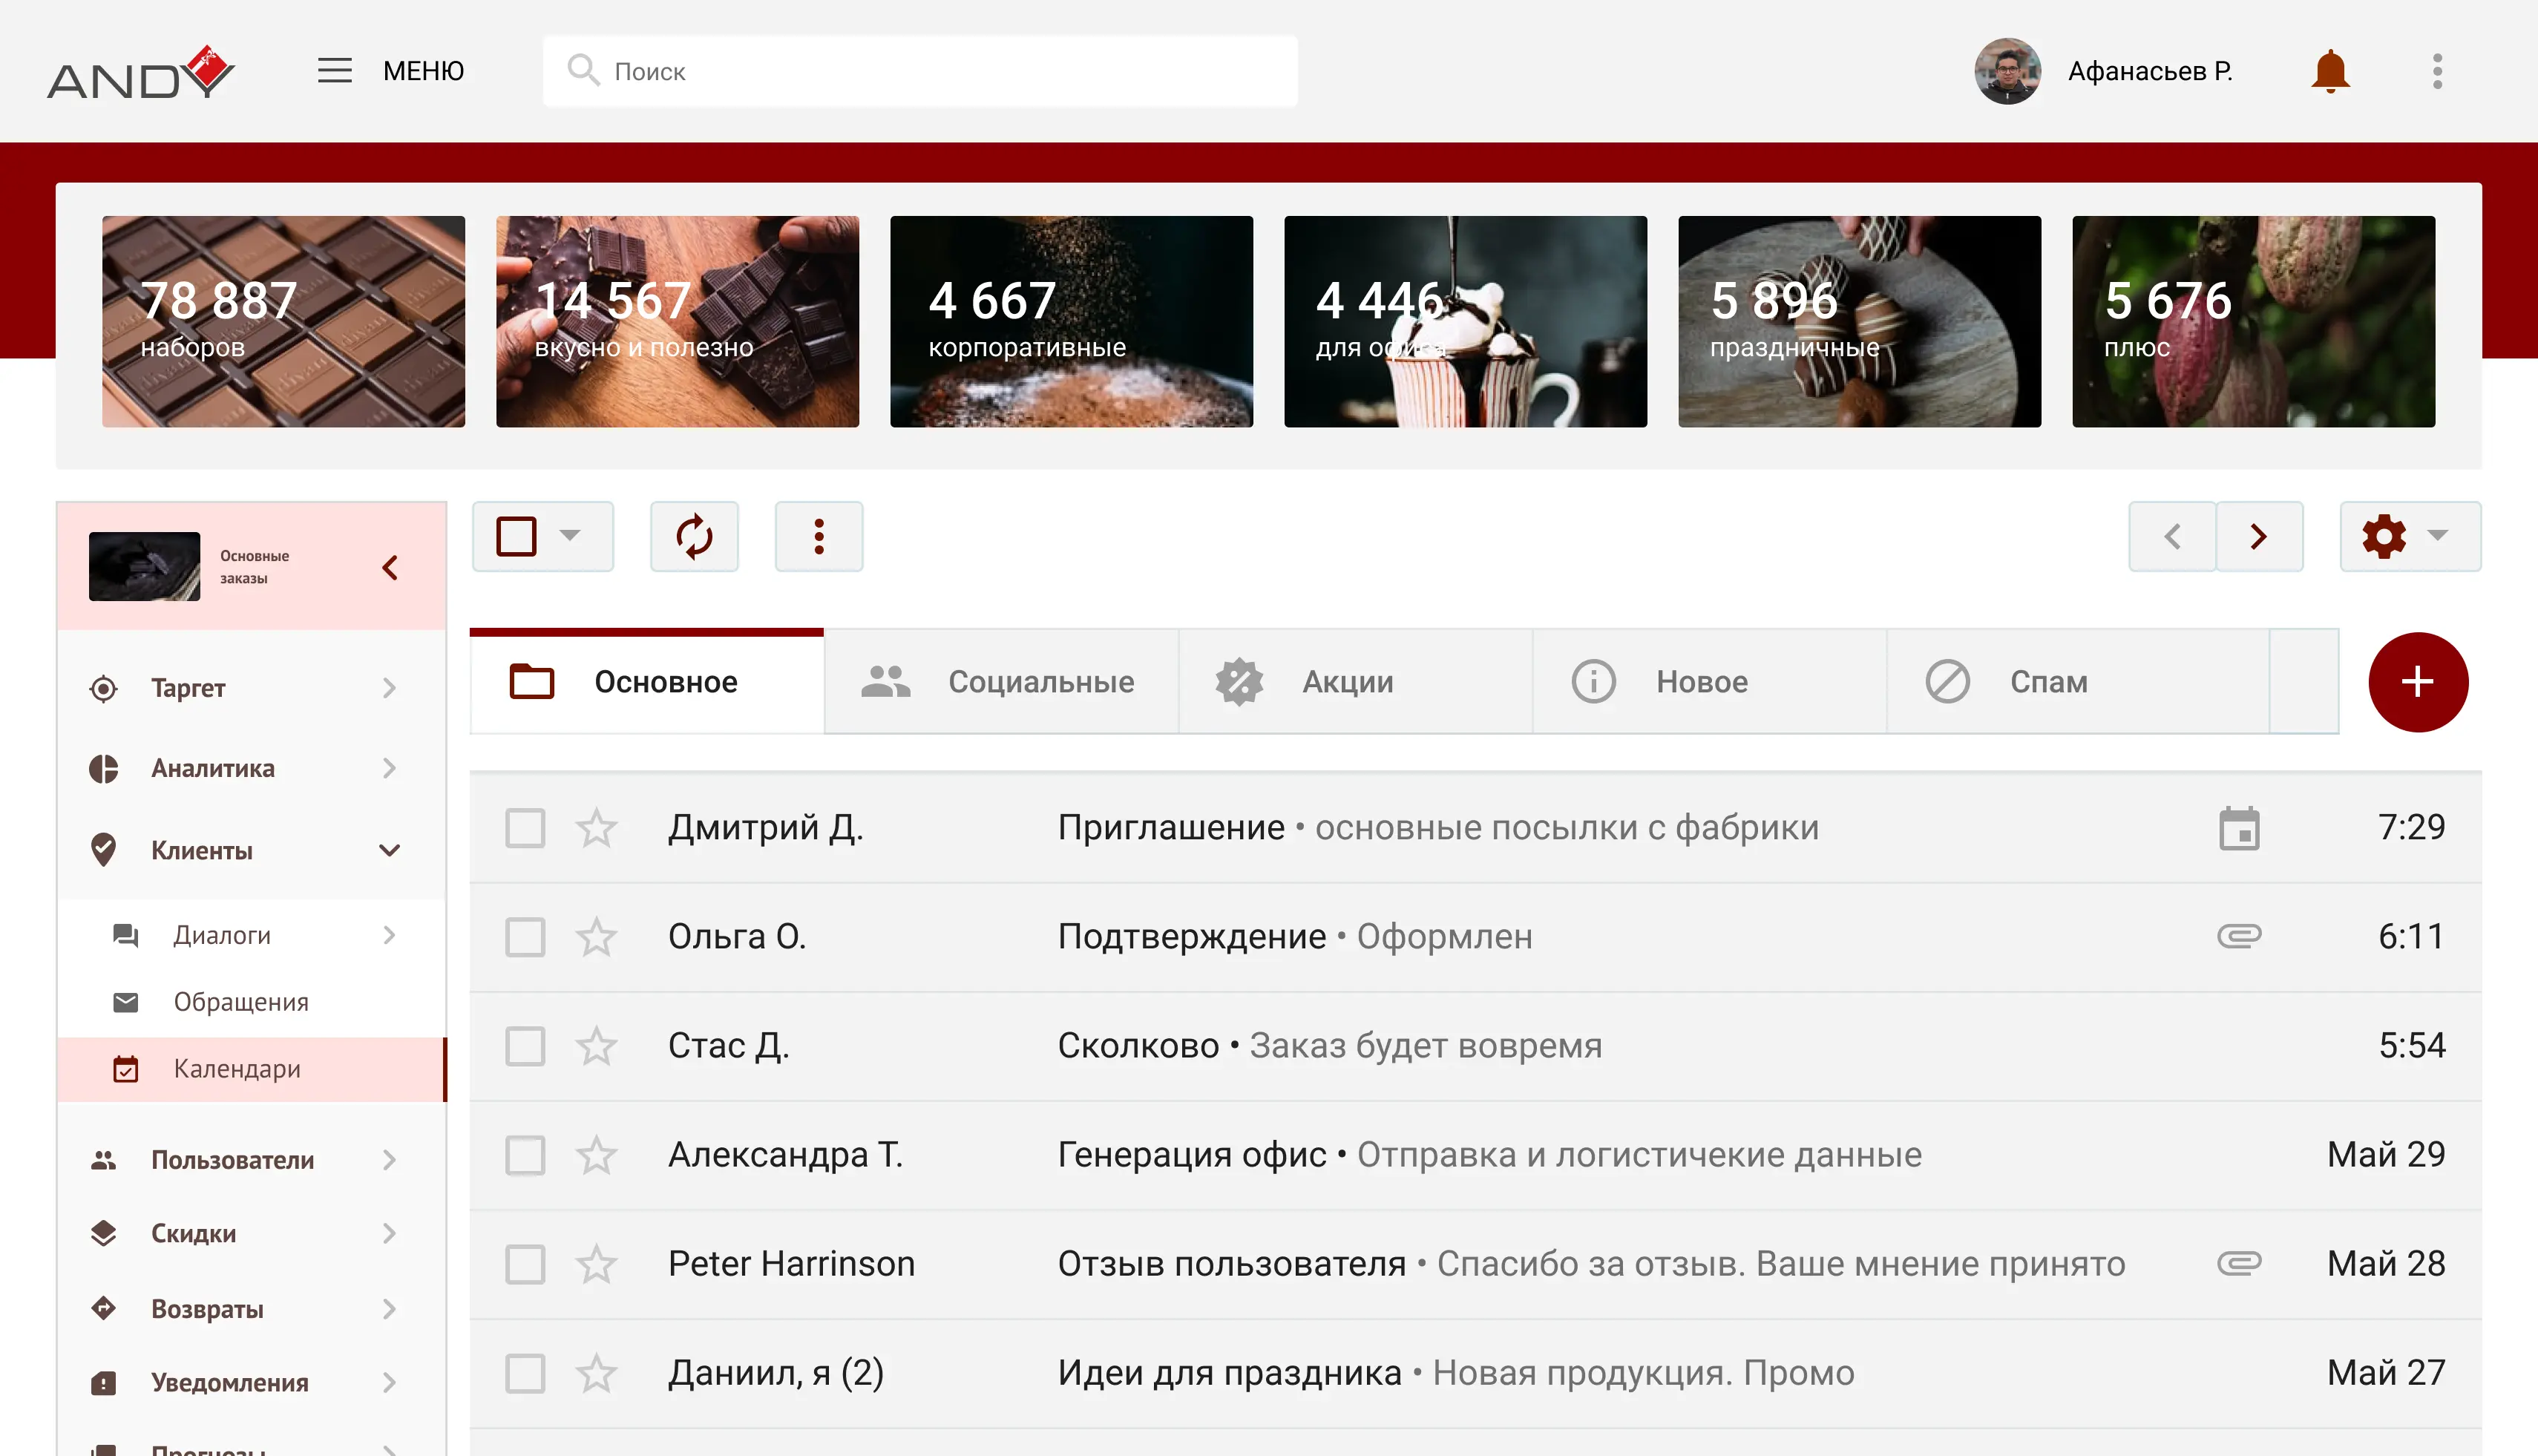 ANDY
МЕНЮ
Поиск
Афанасьев Р.
78 887
наборов
14 567
вкусно и полезно
4 667
корпоративные
4 446
для офиса
5 896
праздничные
5 676
плюс
Основные
заказы
Таргет
Аналитика
Клиенты
Диалоги
Обращения
Календари
Пользователи
Скидки
Возвраты
Уведомления
Прогнозы
Основное
Социальные
Акции
Новое
Спам
Дмитрий Д. Приглашение • основные посылки с фабрики 7:29
Ольга О. Подтверждение • Оформлен 6:11
Стас Д. Сколково • Заказ будет вовремя 5:54
Александра Т. Генерация офис • Отправка и логистичекие данные Май 29
Peter Harrinson Отзыв пользователя • Спасибо за отзыв. Ваше мнение принято Май 28
Даниил, я (2) Идеи для праздника • Новая продукция. Промо Май 27